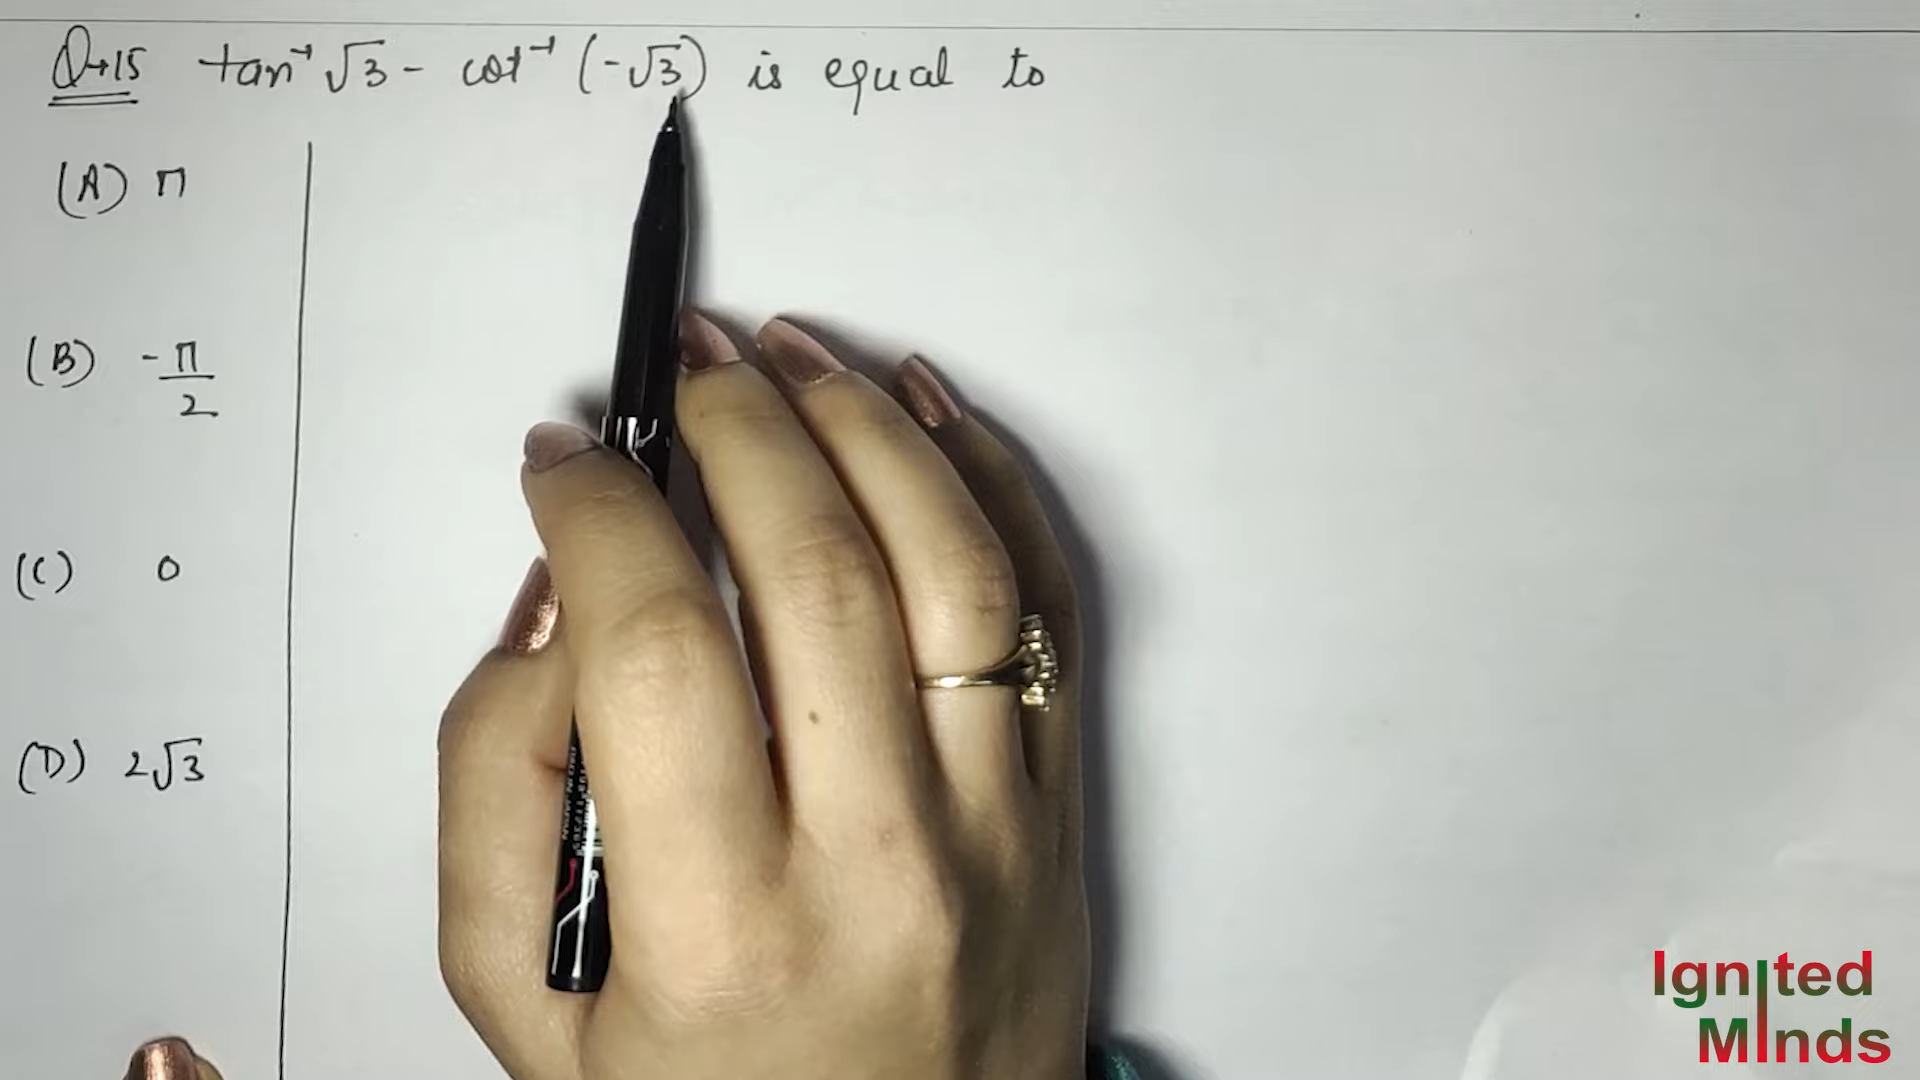 Q→15 tan⁻¹ √3 - cot⁻¹ (-√3) is equal to
(A) π
(B) -π/2
(C) 0
(D) 2√3
Ignited
Minds